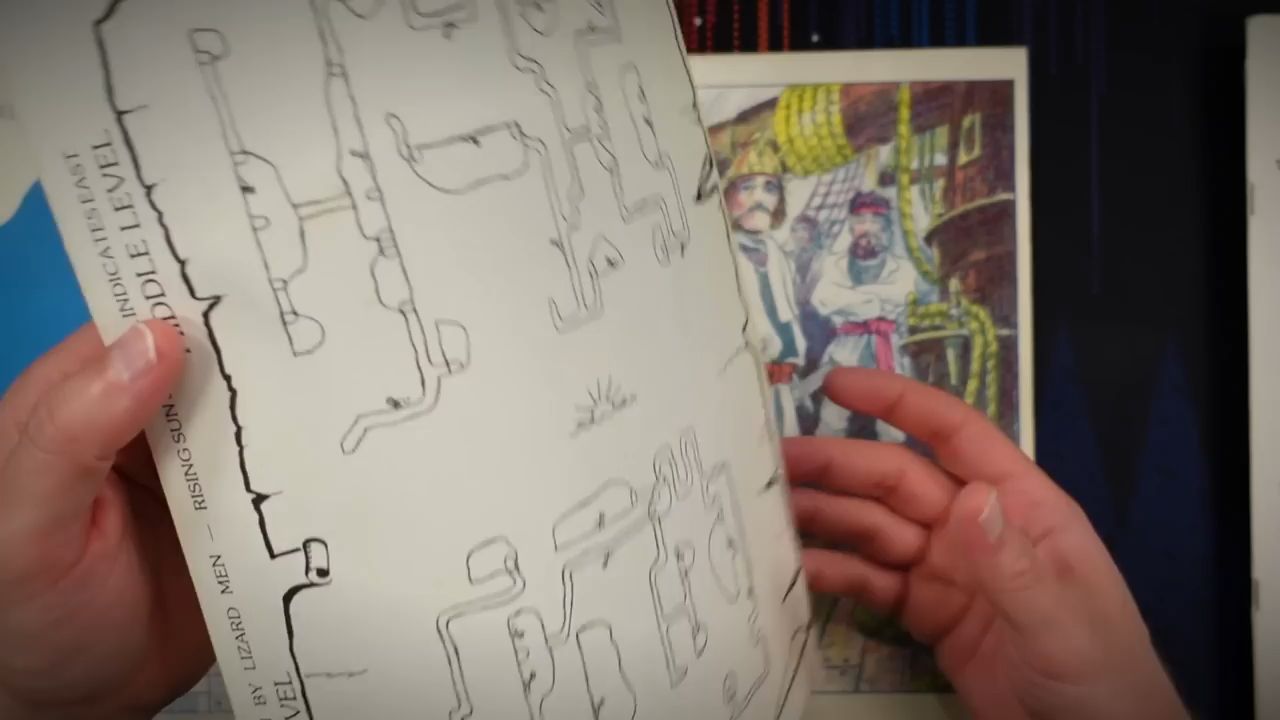 INDICATES EAST
MIDDLE LEVEL
BY LIZARD MEN — RISING SUN
VEL